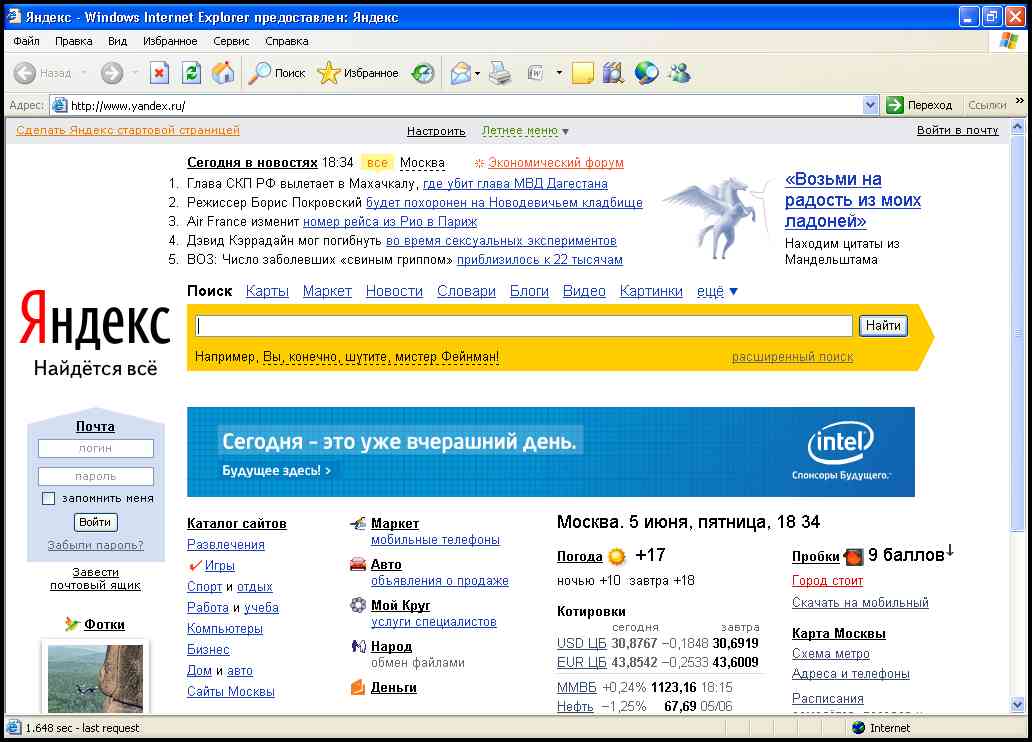 Яндекс - Windows Internet Explorer предоставлен: Яндекс
Файл Правка Вид Избранное Сервис Справка
Назад Поиск Избранное
Адрес: http://www.yandex.ru/ Переход Ссылки »
Сделать Яндекс стартовой страницей Настроить Летнее меню ▼ Войти в почту
Сегодня в новостях 18:34 все Москва Экономический форум
1. Глава СКП РФ вылетает в Махачкалу, где убит глава МВД Дагестана
2. Режиссер Борис Покровский будет похоронен на Новодевичьем кладбище
3. Air France изменит номер рейса из Рио в Париж
4. Дэвид Кэррадайн мог погибнуть во время сексуальных экспериментов
5. ВОЗ: Число заболевших «свиным гриппом» приблизилось к 22 тысячам
«Возьми на
радость из моих
ладоней»
Находим цитаты из
Мандельштама
Поиск Карты Маркет Новости Словари Блоги Видео Картинки ещё ▼
Яндекс
Найдётся всё
Найти
Например, Вы, конечно, шутите, мистер Фейнман! расширенный поиск
Почта
логин
пароль
запомнить меня
Войти
Забыли пароль?
Завести
почтовый ящик
Фотки
Сегодня – это уже вчерашний день.
Будущее здесь! ›
intel
Спонсоры Будущего.™
Каталог сайтов
Развлечения
Игры
Спорт и отдых
Работа и учеба
Компьютеры
Бизнес
Дом и авто
Сайты Москвы
Маркет
мобильные телефоны
Авто
объявления о продаже
Мой Круг
услуги специалистов
Народ
обмен файлами
Деньги
Москва. 5 июня, пятница, 18 34
Погода +17
ночью +10 завтра +18
Котировки
сегодня завтра
USD ЦБ 30,8767 −0,1848 30,6919
EUR ЦБ 43,8542 −0,2533 43,6009
ММВБ +0,24% 1123,16 18:15
Нефть −1,25% 67,69 05/06
Пробки 9 баллов↓
Город стоит
Скачать на мобильный
Карта Москвы
Схема метро
Адреса и телефоны
Расписания
1.648 sec - last request Internet